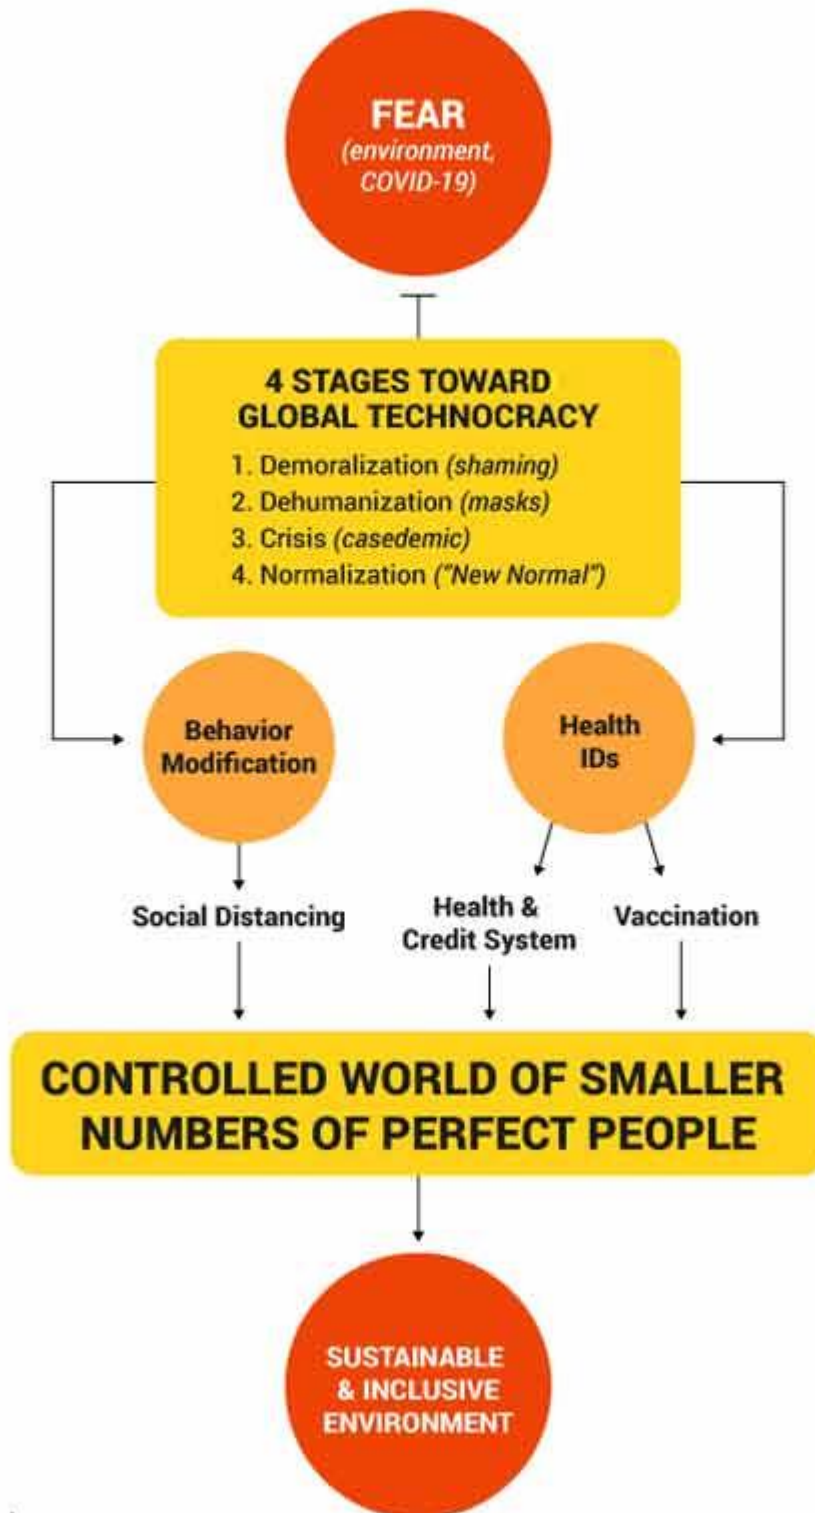 FEAR
(environment,
COVID-19)
4 STAGES TOWARD
GLOBAL TECHNOCRACY
1. Demoralization (shaming)
2. Dehumanization (masks)
3. Crisis (casedemic)
4. Normalization ("New Normal")
Behavior
Modification
Health
IDs
Social Distancing
Health &
Credit System
Vaccination
CONTROLLED WORLD OF SMALLER
NUMBERS OF PERFECT PEOPLE
SUSTAINABLE
& INCLUSIVE
ENVIRONMENT